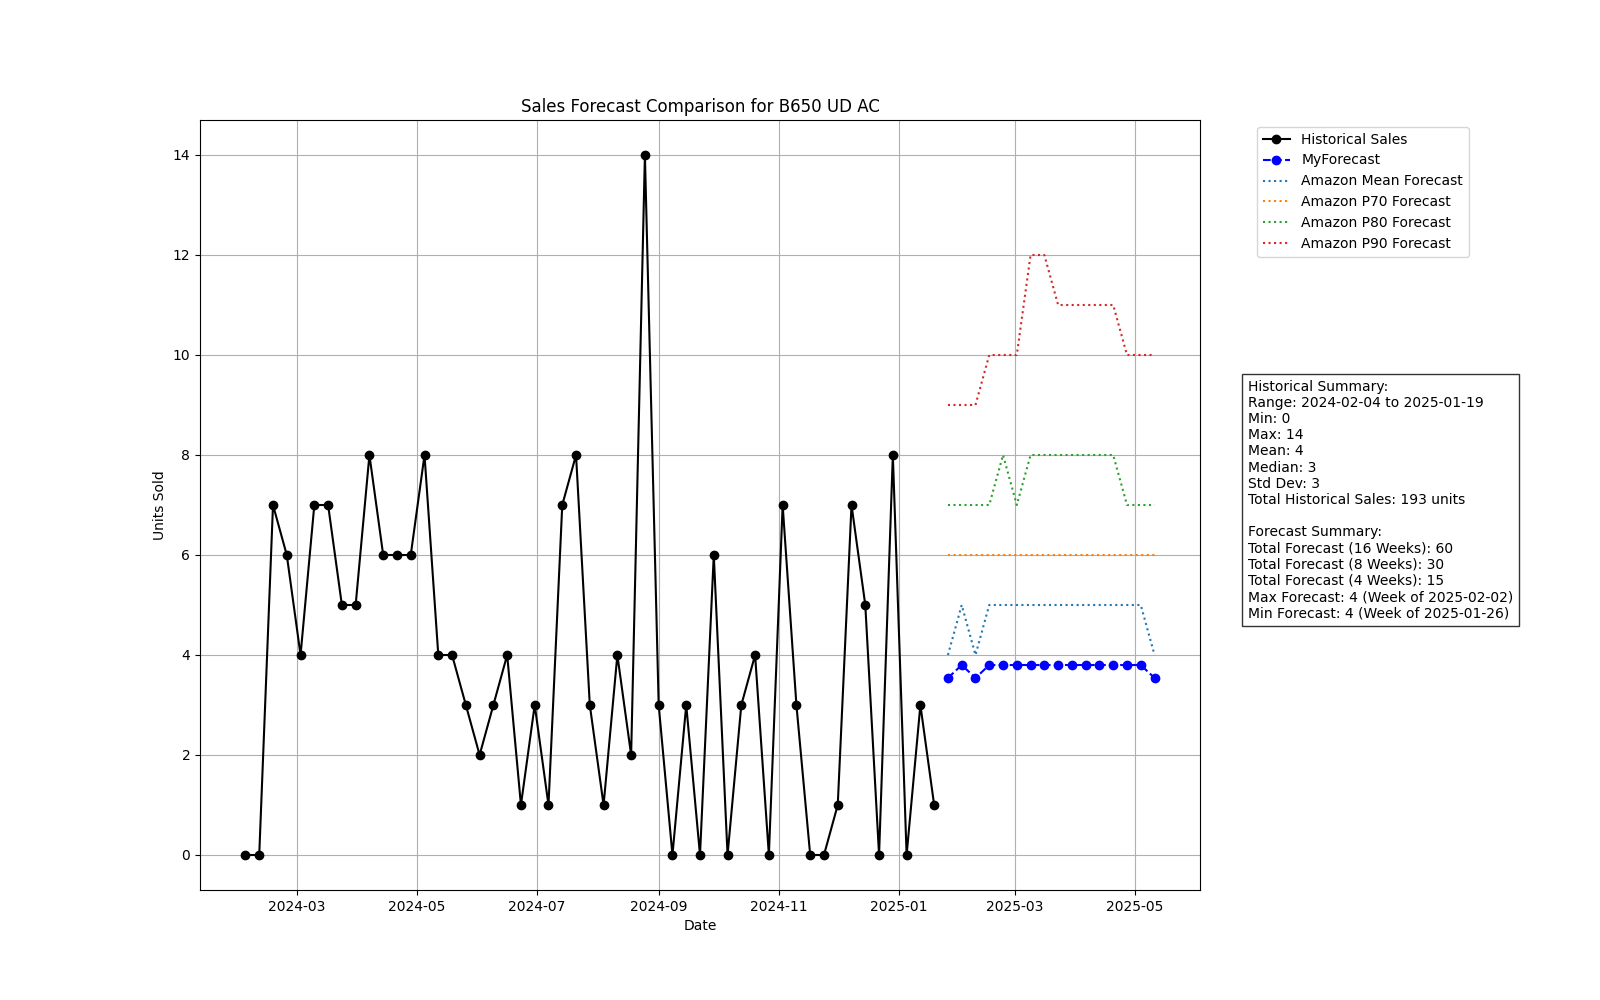 Sales Forecast Comparison for B650 UD AC
Units Sold
14
12
10
8
6
4
2
0
2024-03 2024-05 2024-07 2024-09 2024-11 2025-01 2025-03 2025-05
Date
Historical Sales
MyForecast
Amazon Mean Forecast
Amazon P70 Forecast
Amazon P80 Forecast
Amazon P90 Forecast
Historical Summary:
Range: 2024-02-04 to 2025-01-19
Min: 0
Max: 14
Mean: 4
Median: 3
Std Dev: 3
Total Historical Sales: 193 units
Forecast Summary:
Total Forecast (16 Weeks): 60
Total Forecast (8 Weeks): 30
Total Forecast (4 Weeks): 15
Max Forecast: 4 (Week of 2025-02-02)
Min Forecast: 4 (Week of 2025-01-26)